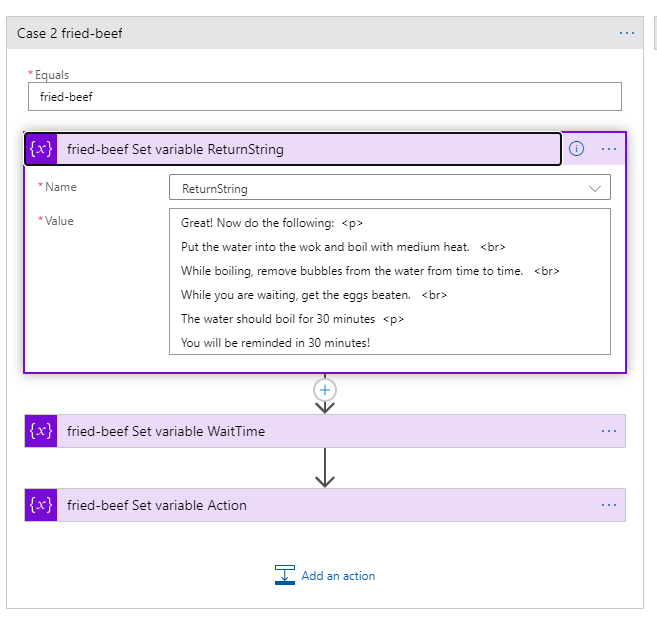 Case 2 fried-beef
* Equals
fried-beef
{x} fried-beef Set variable ReturnString
* Name
ReturnString
* Value
Great! Now do the following: <p>
Put the water into the wok and boil with medium heat. <br>
While boiling, remove bubbles from the water from time to time. <br>
While you are waiting, get the eggs beaten. <br>
The water should boil for 30 minutes <p>
You will be reminded in 30 minutes!
{x} fried-beef Set variable WaitTime
{x} fried-beef Set variable Action
Add an action